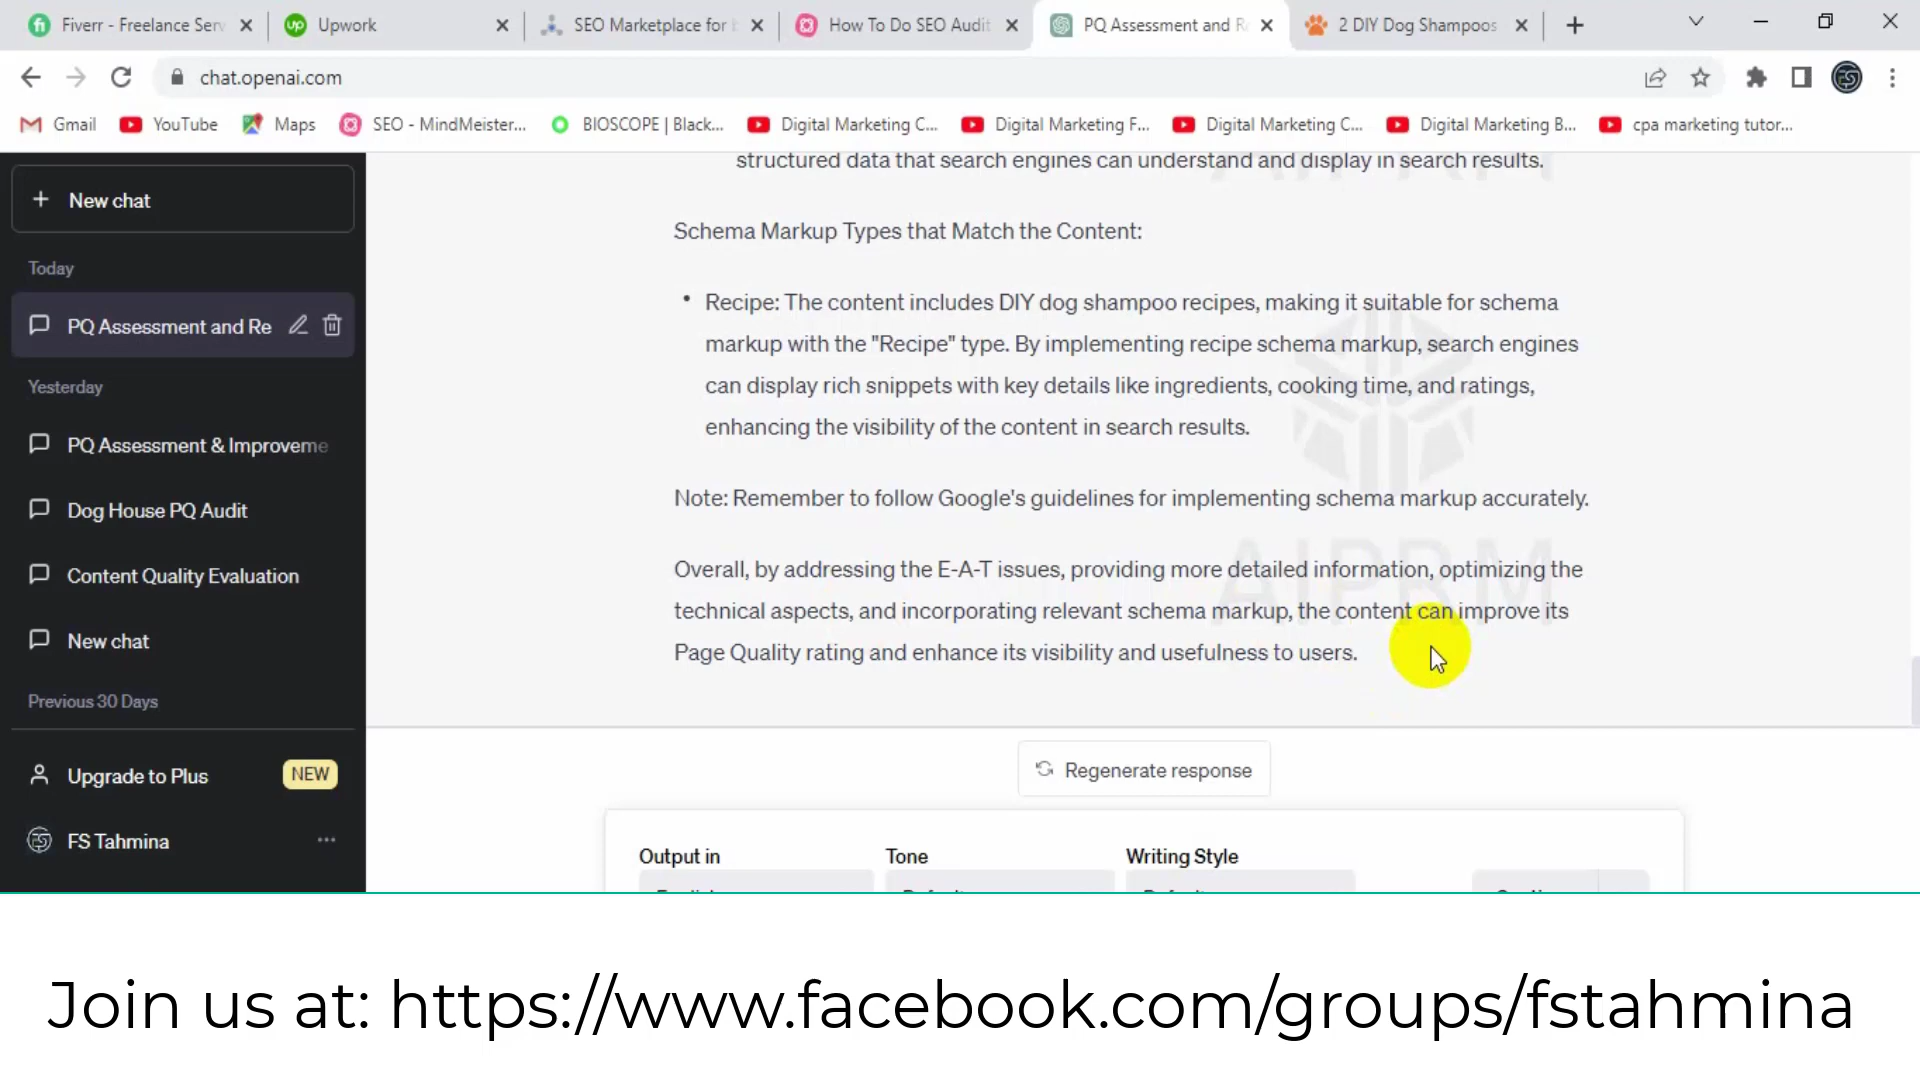 Fiverr - Freelance Serv
Upwork
SEO Marketplace for
How To Do SEO Audit
PQ Assessment and Re
2 DIY Dog Shampoos
chat.openai.com
Gmail
YouTube
Maps
SEO - MindMeister...
BIOSCOPE | Black...
Digital Marketing C...
Digital Marketing F...
Digital Marketing C...
Digital Marketing B...
cpa marketing tutor...
New chat
Today
PQ Assessment and Re
Yesterday
PQ Assessment & Improveme
Dog House PQ Audit
Content Quality Evaluation
New chat
Previous 30 Days
Upgrade to Plus
NEW
FS Tahmina
structured data that search engines can understand and display in search results.
Schema Markup Types that Match the Content:
• Recipe: The content includes DIY dog shampoo recipes, making it suitable for schema
markup with the "Recipe" type. By implementing recipe schema markup, search engines
can display rich snippets with key details like ingredients, cooking time, and ratings,
enhancing the visibility of the content in search results.
Note: Remember to follow Google's guidelines for implementing schema markup accurately.
Overall, by addressing the E-A-T issues, providing more detailed information, optimizing the
technical aspects, and incorporating relevant schema markup, the content can improve its
Page Quality rating and enhance its visibility and usefulness to users.
AIPRM
Regenerate response
Output in
Tone
Writing Style
Join us at: https://www.facebook.com/groups/fstahmina